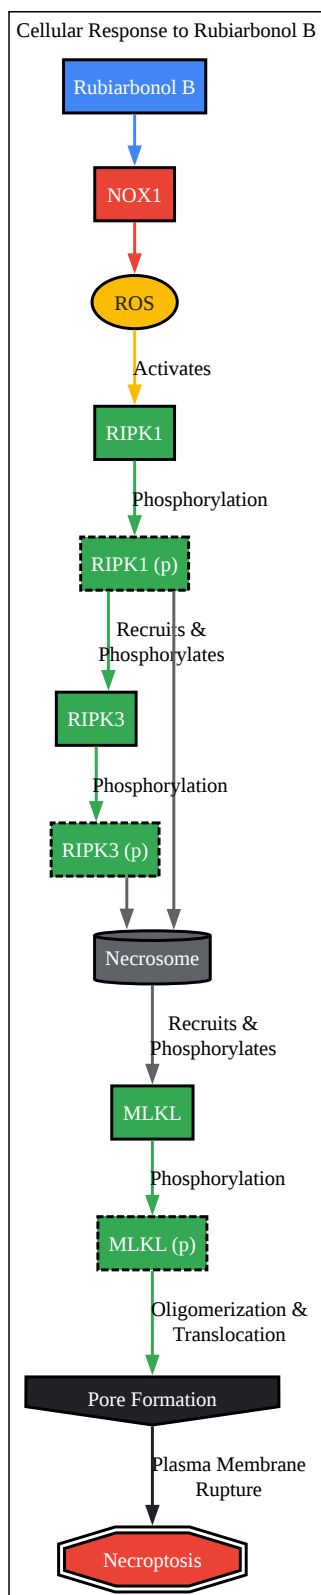 Cellular Response to Rubiarbonol B
Rubiarbonol B
NOX1
ROS
Activates
RIPK1
Phosphorylation
RIPK1 (p)
Recruits &
Phosphorylates
RIPK3
Phosphorylation
RIPK3 (p)
Necrosome
Recruits &
Phosphorylates
MLKL
Phosphorylation
MLKL (p)
Oligomerization &
Translocation
Pore Formation
Plasma Membrane
Rupture
Necroptosis